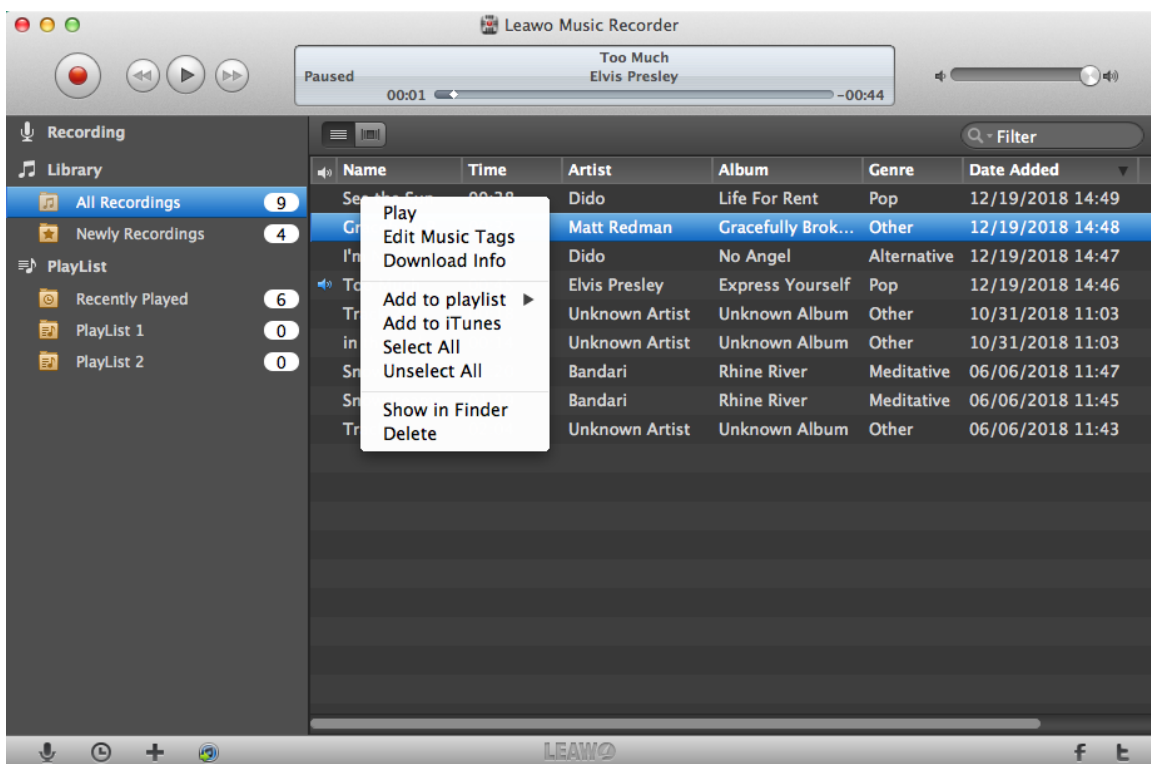 Leawo Music Recorder
Too Much
Paused
Elvis Presley
00:01
-00:44
Recording
Library
All Recordings 9
Newly Recordings 4
PlayList
Recently Played 6
PlayList 1 0
PlayList 2 0
Filter
Name Time Artist Album Genre Date Added
Dido Life For Rent Pop 12/19/2018 14:49
Gr Matt Redman Gracefully Brok... Other 12/19/2018 14:48
I'm Dido No Angel Alternative 12/19/2018 14:47
To Elvis Presley Express Yourself Pop 12/19/2018 14:46
Tr Unknown Artist Unknown Album Other 10/31/2018 11:03
in Unknown Artist Unknown Album Other 10/31/2018 11:03
Sn Bandari Rhine River Meditative 06/06/2018 11:47
Sn Bandari Rhine River Meditative 06/06/2018 11:45
Tr Unknown Artist Unknown Album Other 06/06/2018 11:43
Play
Edit Music Tags
Download Info
Add to playlist
Add to iTunes
Select All
Unselect All
Show in Finder
Delete
LEAWO